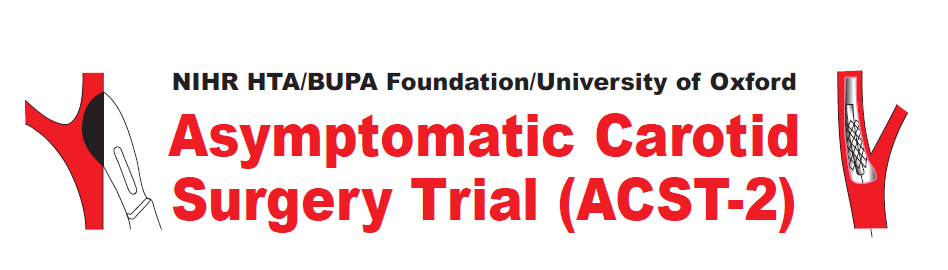 NIHR HTA/BUPA Foundation/University of Oxford
Asymptomatic Carotid
Surgery Trial (ACST-2)